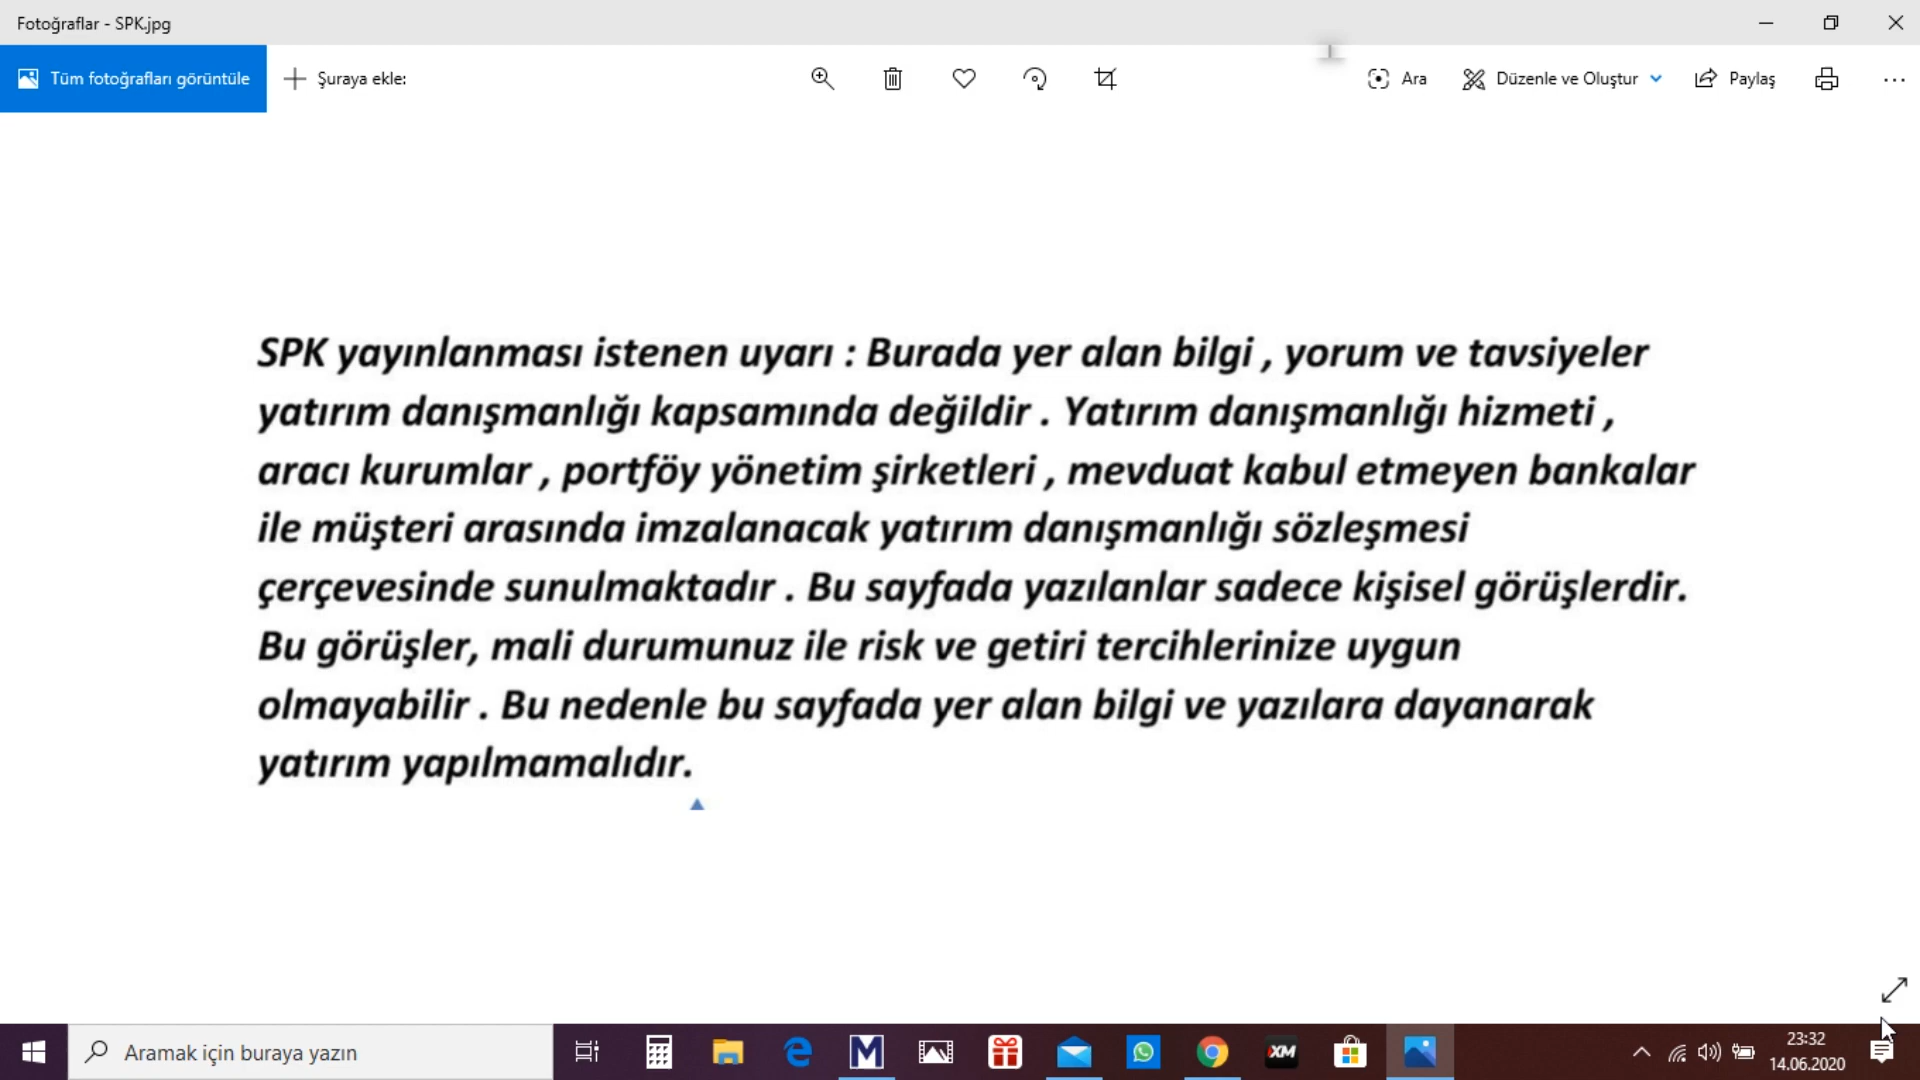 Fotoğraflar - SPK.jpg
Tüm fotoğrafları görüntüle
Şuraya ekle:
Ara
Düzenle ve Oluştur
Paylaş
SPK yayınlanması istenen uyarı : Burada yer alan bilgi , yorum ve tavsiyeler
yatırım danışmanlığı kapsamında değildir . Yatırım danışmanlığı hizmeti ,
aracı kurumlar , portföy yönetim şirketleri , mevduat kabul etmeyen bankalar
ile müşteri arasında imzalanacak yatırım danışmanlığı sözleşmesi
çerçevesinde sunulmaktadır . Bu sayfada yazılanlar sadece kişisel görüşlerdir.
Bu görüşler, mali durumunuz ile risk ve getiri tercihlerinize uygun
olmayabilir . Bu nedenle bu sayfada yer alan bilgi ve yazılara dayanarak
yatırım yapılmamalıdır.
Aramak için buraya yazın
M
XM
23:32
14.06.2020